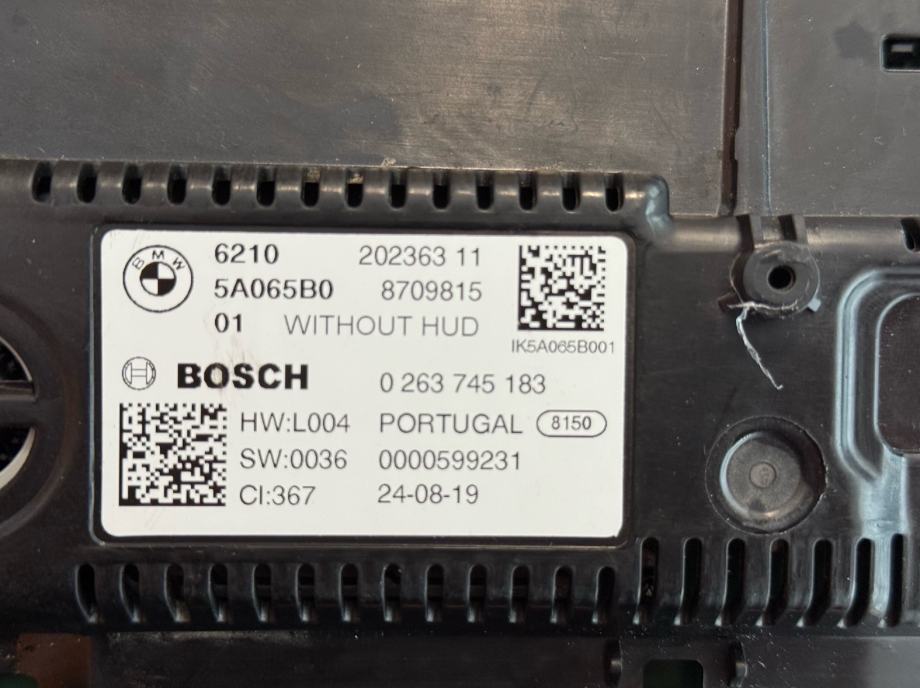 BMW
6210 202363 11
5A065B0 8709815
01 WITHOUT HUD
IK5A065B001
BOSCH 0 263 745 183
HW:L004 PORTUGAL 8150
SW:0036 0000599231
CI:367 24-08-19